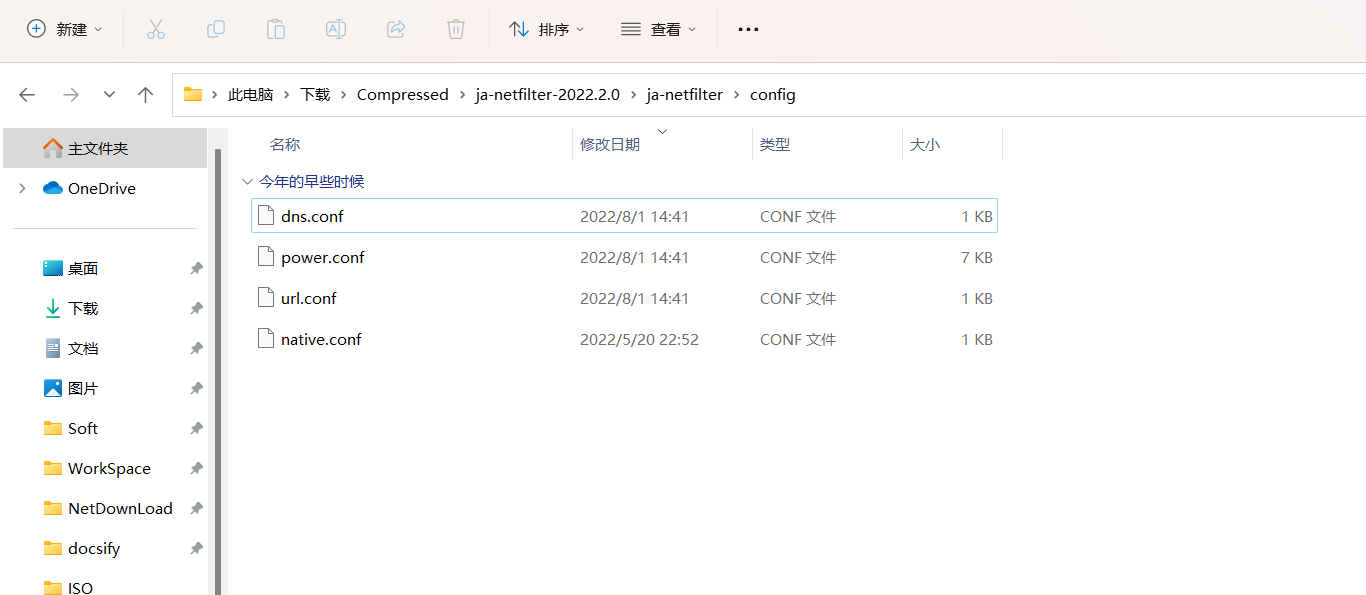 新建 排序 查看
此电脑 下载 Compressed ja-netfilter-2022.2.0 ja-netfilter config
名称 修改日期 类型 大小
今年的早些时候
dns.conf 2022/8/1 14:41 CONF 文件 1 KB
power.conf 2022/8/1 14:41 CONF 文件 7 KB
url.conf 2022/8/1 14:41 CONF 文件 1 KB
native.conf 2022/5/20 22:52 CONF 文件 1 KB
主文件夹
OneDrive
桌面
下载
文档
图片
Soft
WorkSpace
NetDownLoad
docsify
ISO